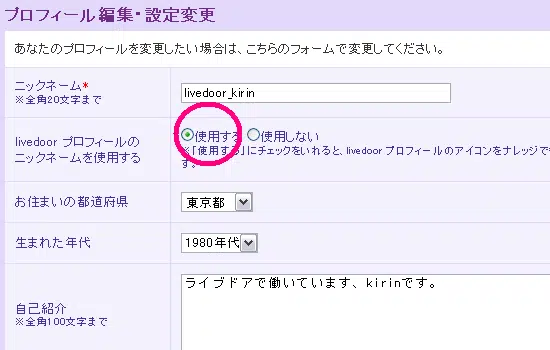 プロフィール編集・設定変更
あなたのプロフィールを変更したい場合は、こちらのフォームで変更してください。
ニックネーム*
※全角20文字まで
livedoor_kirin
livedoor プロフィールの
ニックネームを使用する
使用する 使用しない
※「使用する」にチェックをいれると、livedoor プロフィールのアイコンをナレッジで
す。
お住まいの都道府県
東京都
生まれた年代
1980年代
自己紹介
※全角100文字まで
ライブドアで働いています、kirinです。